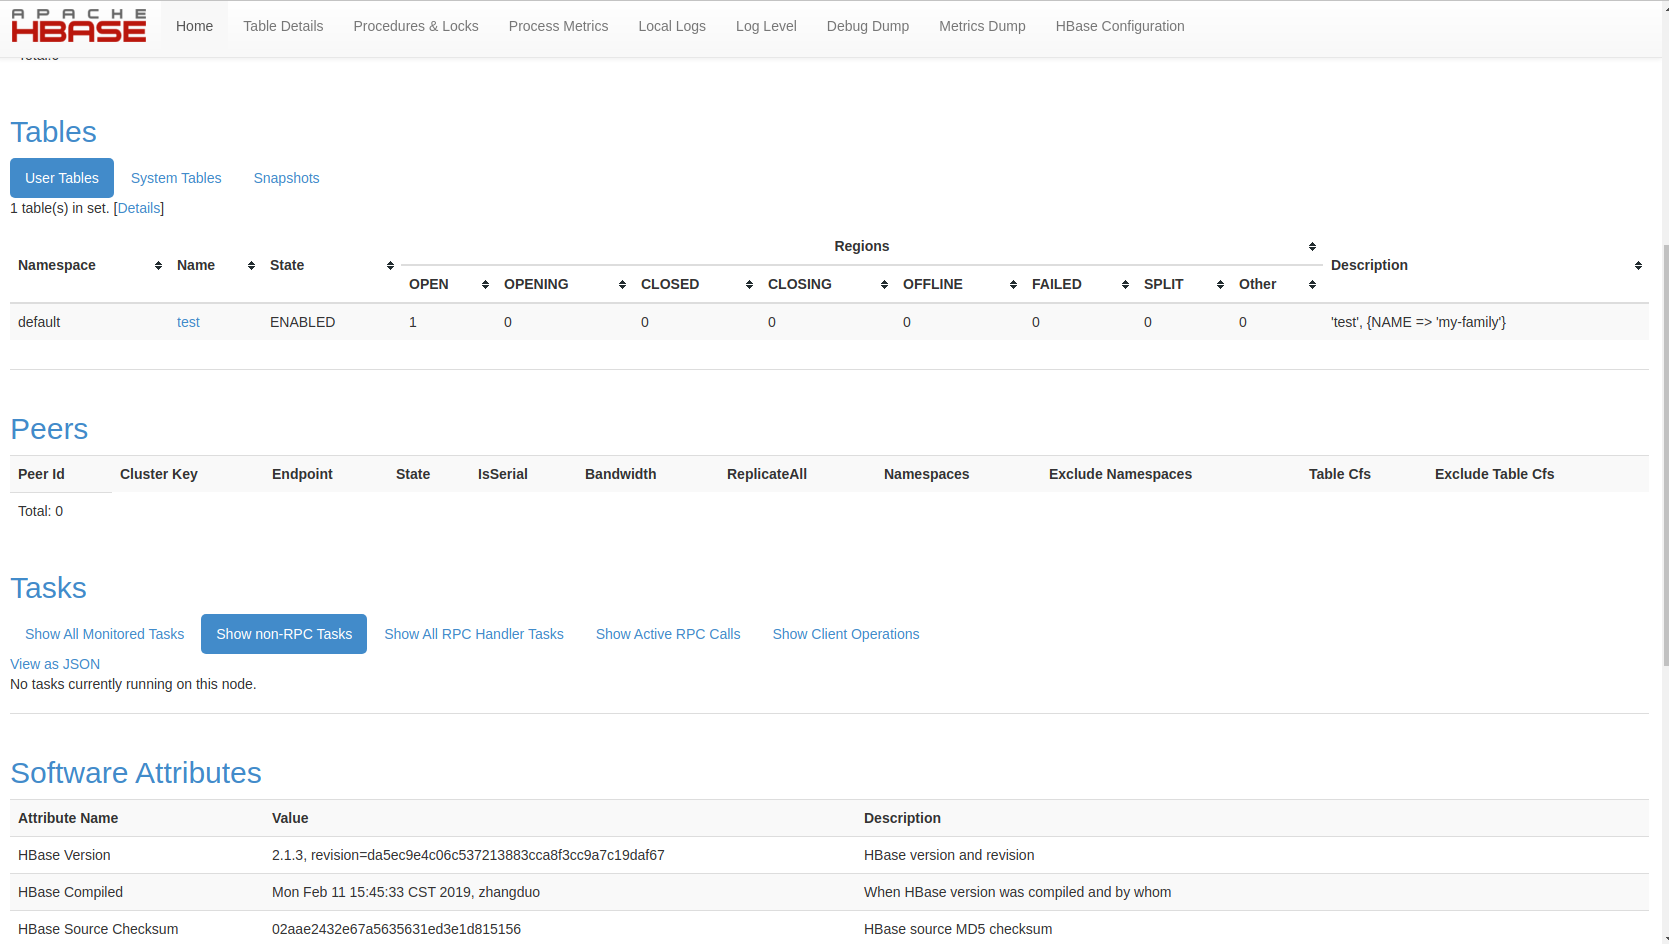 APACHE
HBASE
Home Table Details Procedures & Locks Process Metrics Local Logs Log Level Debug Dump Metrics Dump HBase Configuration
Tables
User Tables System Tables Snapshots
1 table(s) in set. [Details]
Regions
Namespace Name State Description
OPEN OPENING CLOSED CLOSING OFFLINE FAILED SPLIT Other
default test ENABLED 1 0 0 0 0 0 0 0 'test', {NAME => 'my-family'}
Peers
Peer Id Cluster Key Endpoint State IsSerial Bandwidth ReplicateAll Namespaces Exclude Namespaces Table Cfs Exclude Table Cfs
Total: 0
Tasks
Show All Monitored Tasks Show non-RPC Tasks Show All RPC Handler Tasks Show Active RPC Calls Show Client Operations
View as JSON
No tasks currently running on this node.
Software Attributes
Attribute Name Value Description
HBase Version 2.1.3, revision=da5ec9e4c06c537213883cca8f3cc9a7c19daf67 HBase version and revision
HBase Compiled Mon Feb 11 15:45:33 CST 2019, zhangduo When HBase version was compiled and by whom
HBase Source Checksum 02aae2432e67a5635631ed3e1d815156 HBase source MD5 checksum